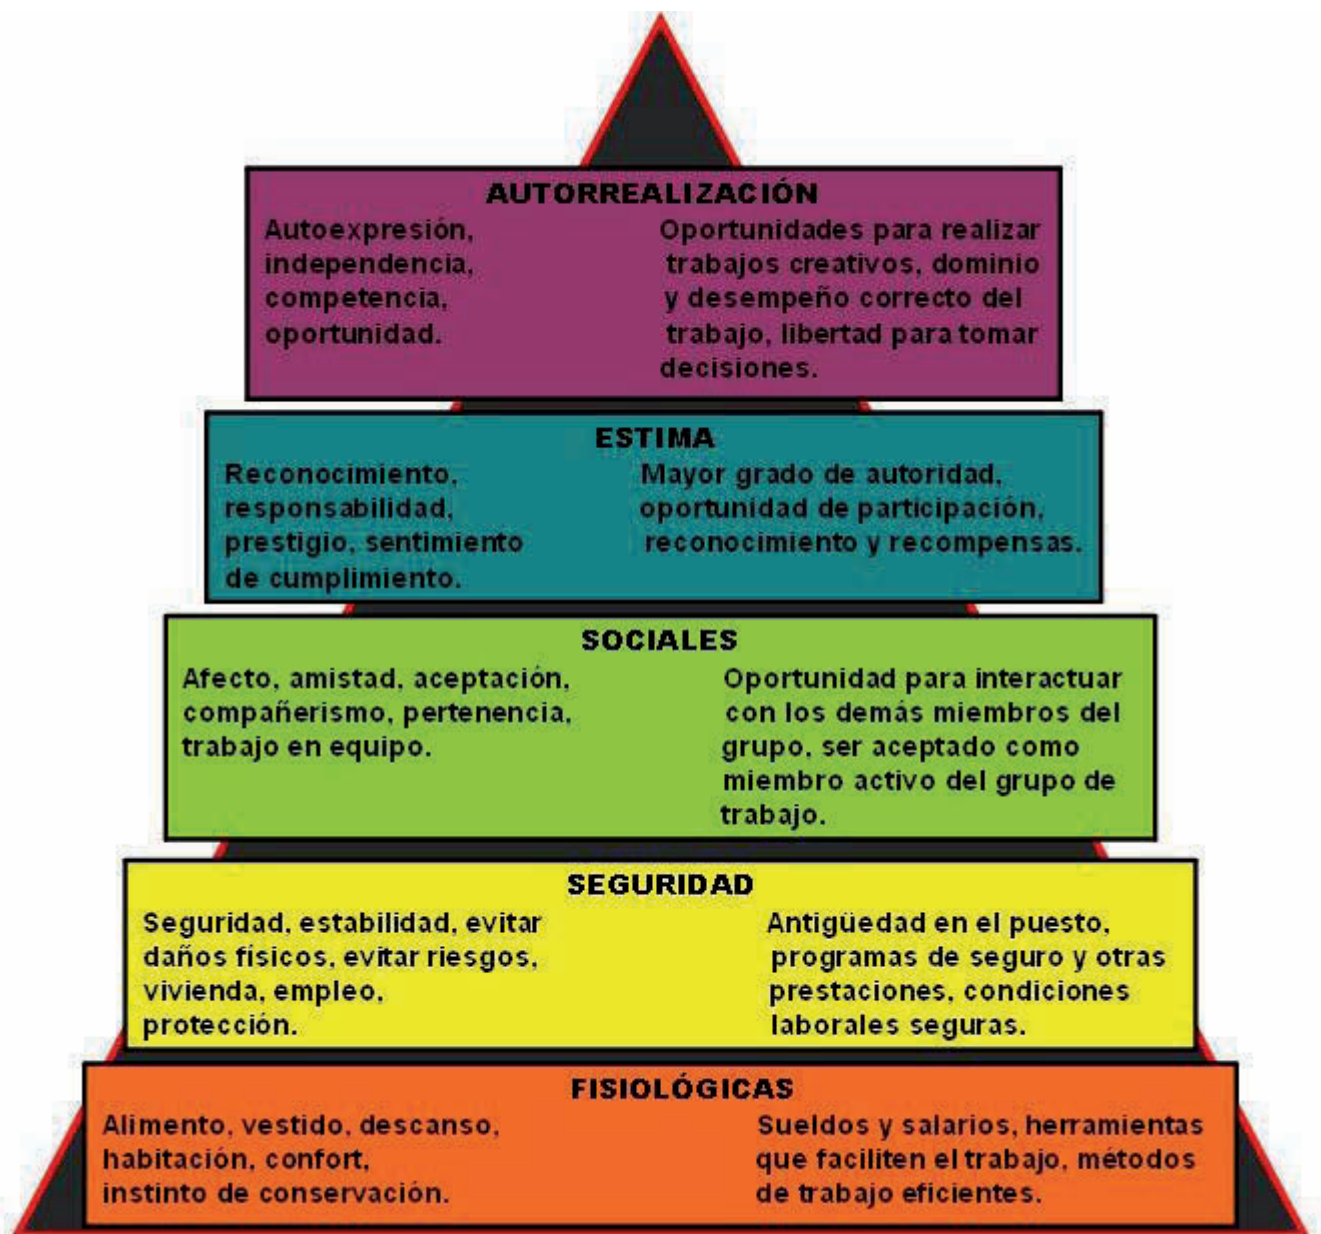 AUTORREALIZACIÓN
Autoexpresión,
independencia,
competencia,
oportunidad.
Oportunidades para realizar
trabajos creativos, dominio
y desempeño correcto del
trabajo, libertad para tomar
decisiones.
ESTIMA
Reconocimiento,
responsabilidad,
prestigio, sentimiento
de cumplimiento.
Mayor grado de autoridad,
oportunidad de participación,
reconocimiento y recompensas.
SOCIALES
Afecto, amistad, aceptación,
compañerismo, pertenencia,
trabajo en equipo.
Oportunidad para interactuar
con los demás miembros del
grupo, ser aceptado como
miembro activo del grupo de
trabajo.
SEGURIDAD
Seguridad, estabilidad, evitar
daños físicos, evitar riesgos,
vivienda, empleo,
protección.
Antigüedad en el puesto,
programas de seguro y otras
prestaciones, condiciones
laborales seguras.
FISIOLÓGICAS
Alimento, vestido, descanso,
habitación, confort,
instinto de conservación.
Sueldos y salarios, herramientas
que faciliten el trabajo, métodos
de trabajo eficientes.